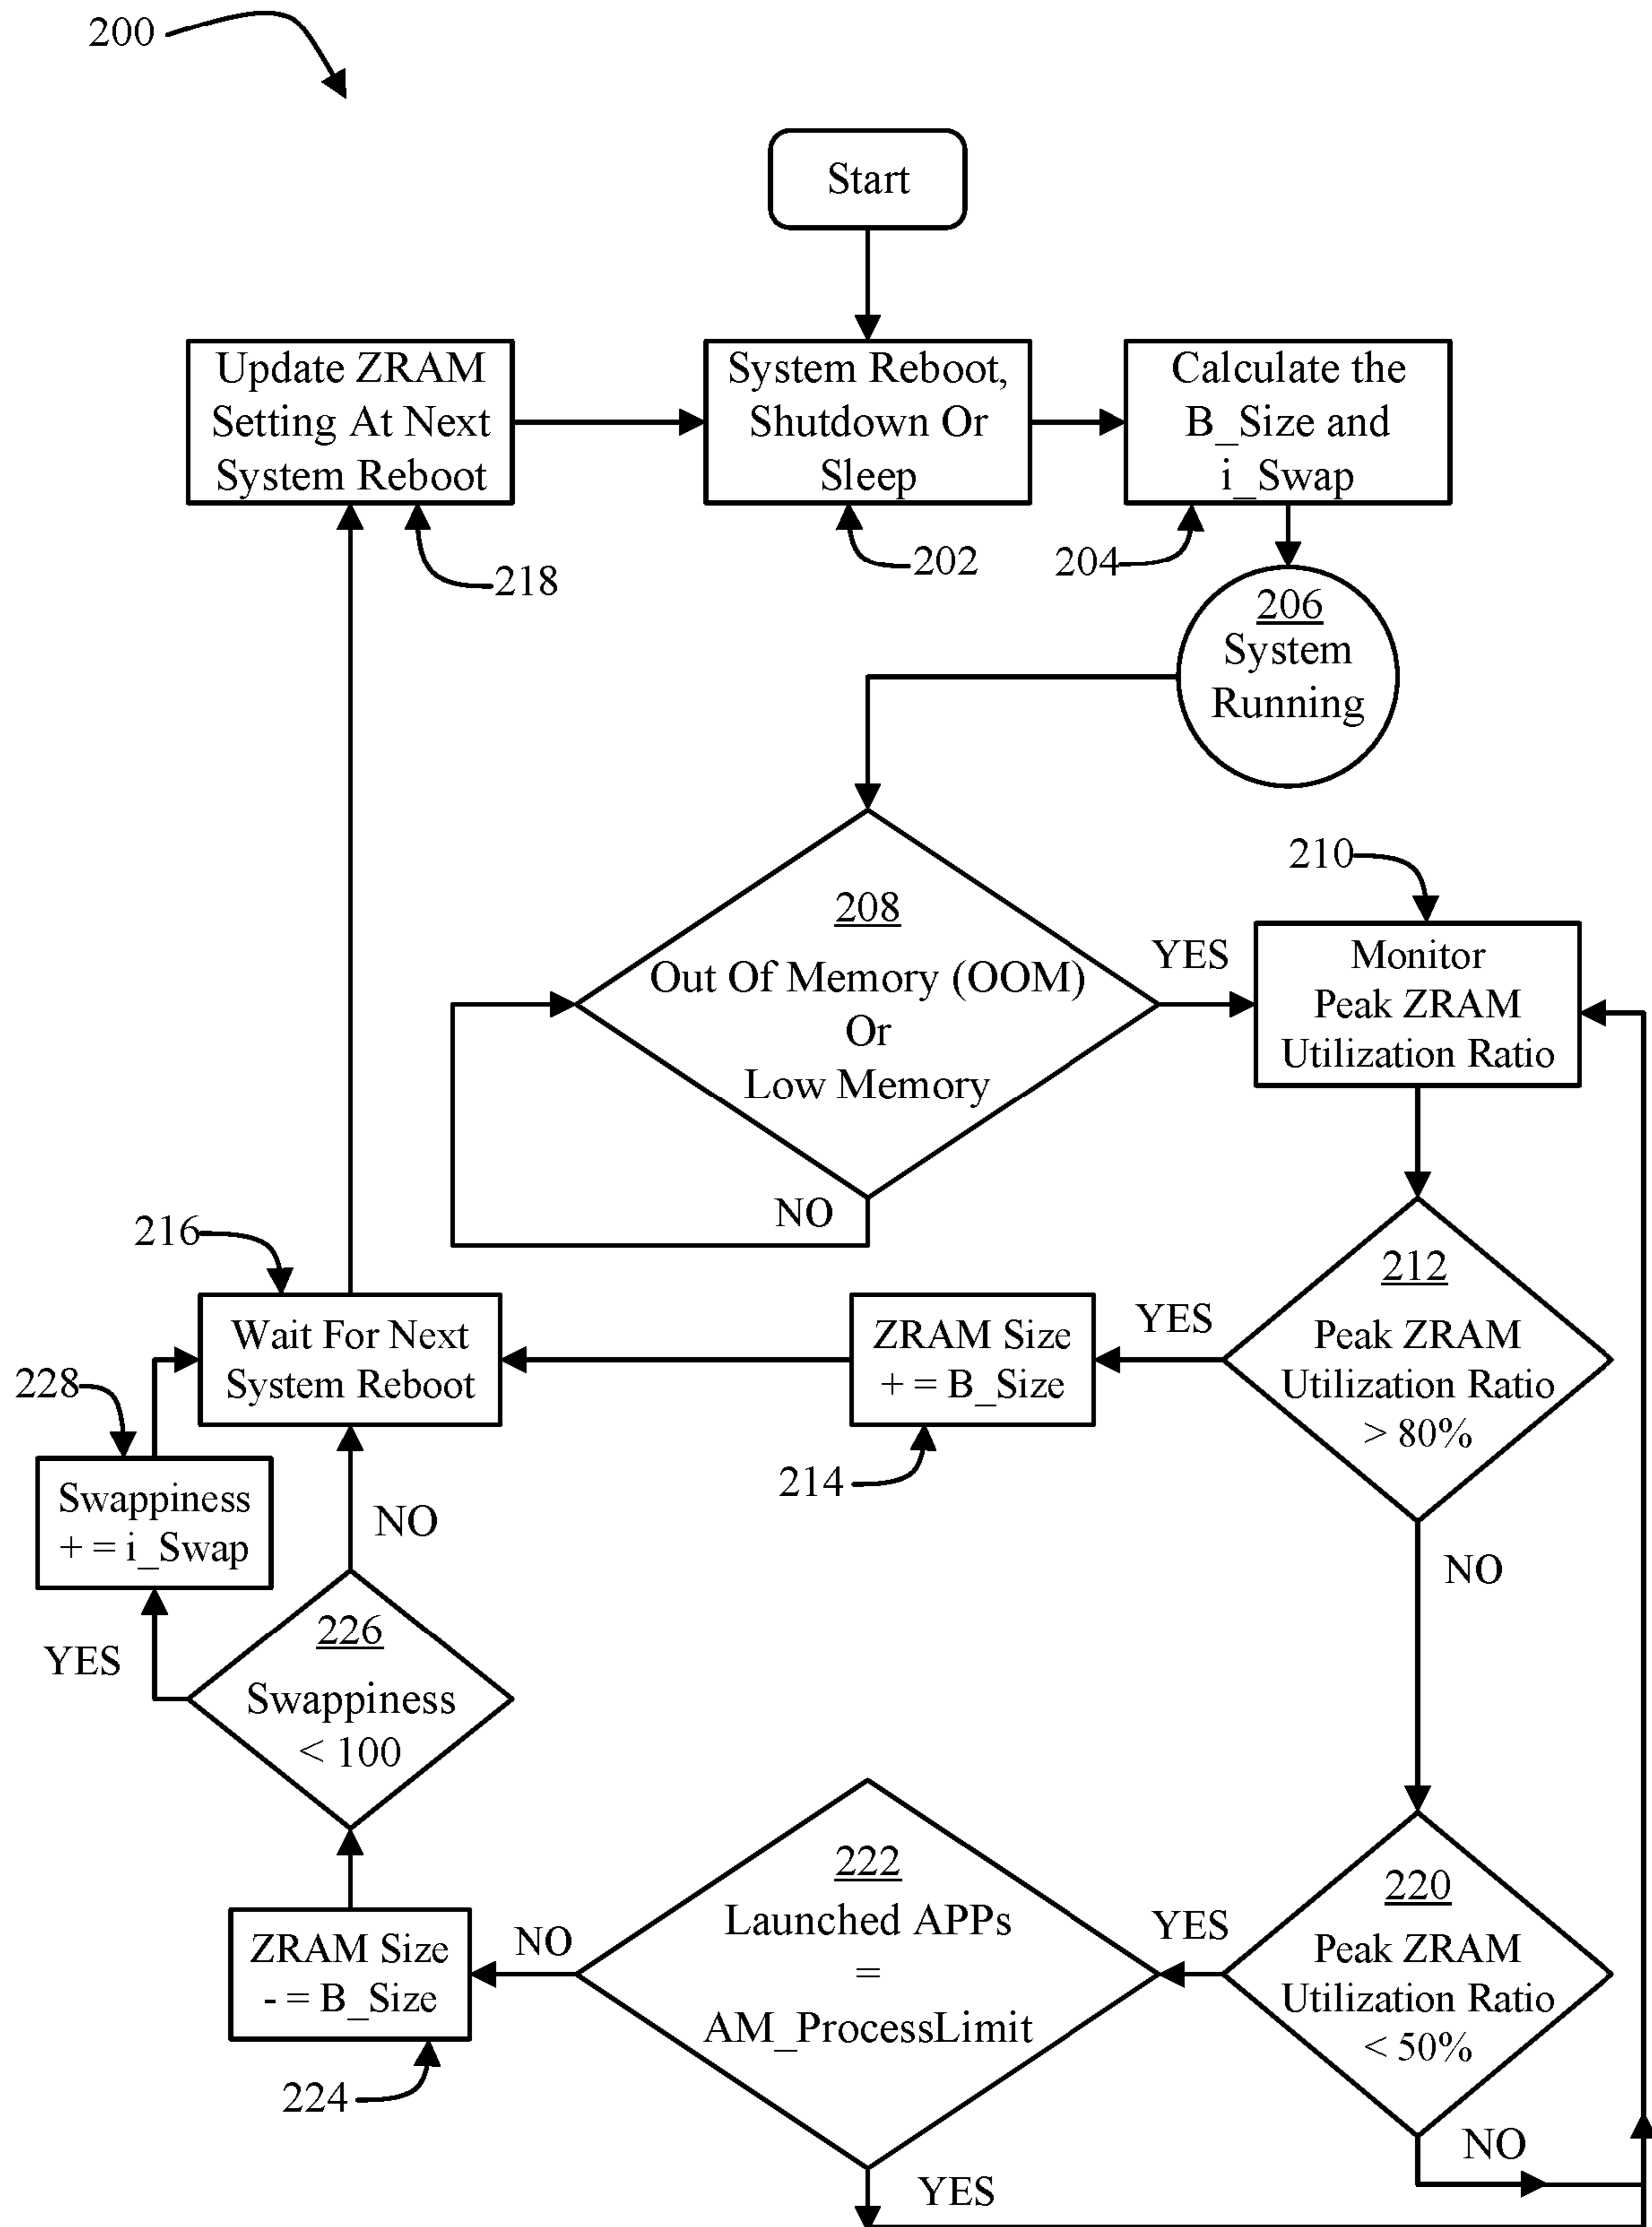 200
Start
Update ZRAM
Setting At Next
System Reboot
218
System Reboot,
Shutdown Or
Sleep
202
Calculate the
B_Size and
i_Swap
204
206
System
Running
208
Out Of Memory (OOM)
Or
Low Memory
YES
NO
210
Monitor
Peak ZRAM
Utilization Ratio
212
Peak ZRAM
Utilization Ratio
> 80%
YES
NO
ZRAM Size
+ = B_Size
214
216
Wait For Next
System Reboot
228
Swappiness
+ = i_Swap
NO
YES
226
Swappiness
< 100
220
Peak ZRAM
Utilization Ratio
< 50%
YES
NO
222
Launched APPs
=
AM_ProcessLimit
NO
YES
ZRAM Size
- = B_Size
224